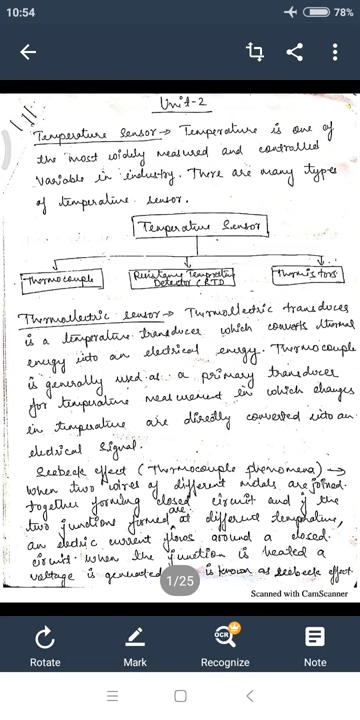 10:54
78%
Unit-2
Temperature Sensor → Temperature is one of
the most widely measured and controlled
Variable in industry. There are many types
of temperature sensor.
Temperature Sensor
Thermocouple
Resistance Temperature
Detector (RTD
Thermistors
Thermollectric sensor → Thermollectric transducer
is a temperature transducer which converts thermal
energy into an electrical energy. Thermocouple
is generally used as a primary transducer
for temperature measurement in which changes
in temperature are directly converted into an
electrical signal.
Seebeck effect (Thermocouple phenomena) →
When two wires of different metals are joined
together forming closed circuit and if the
two junctions formed are at different temperature,
an electric current flows around a closed
circuit. when the junction is heated a
voltage is generated is known as seebeck effect.
1/25
Scanned with CamScanner
Rotate
Mark
OCR
Recognize
Note